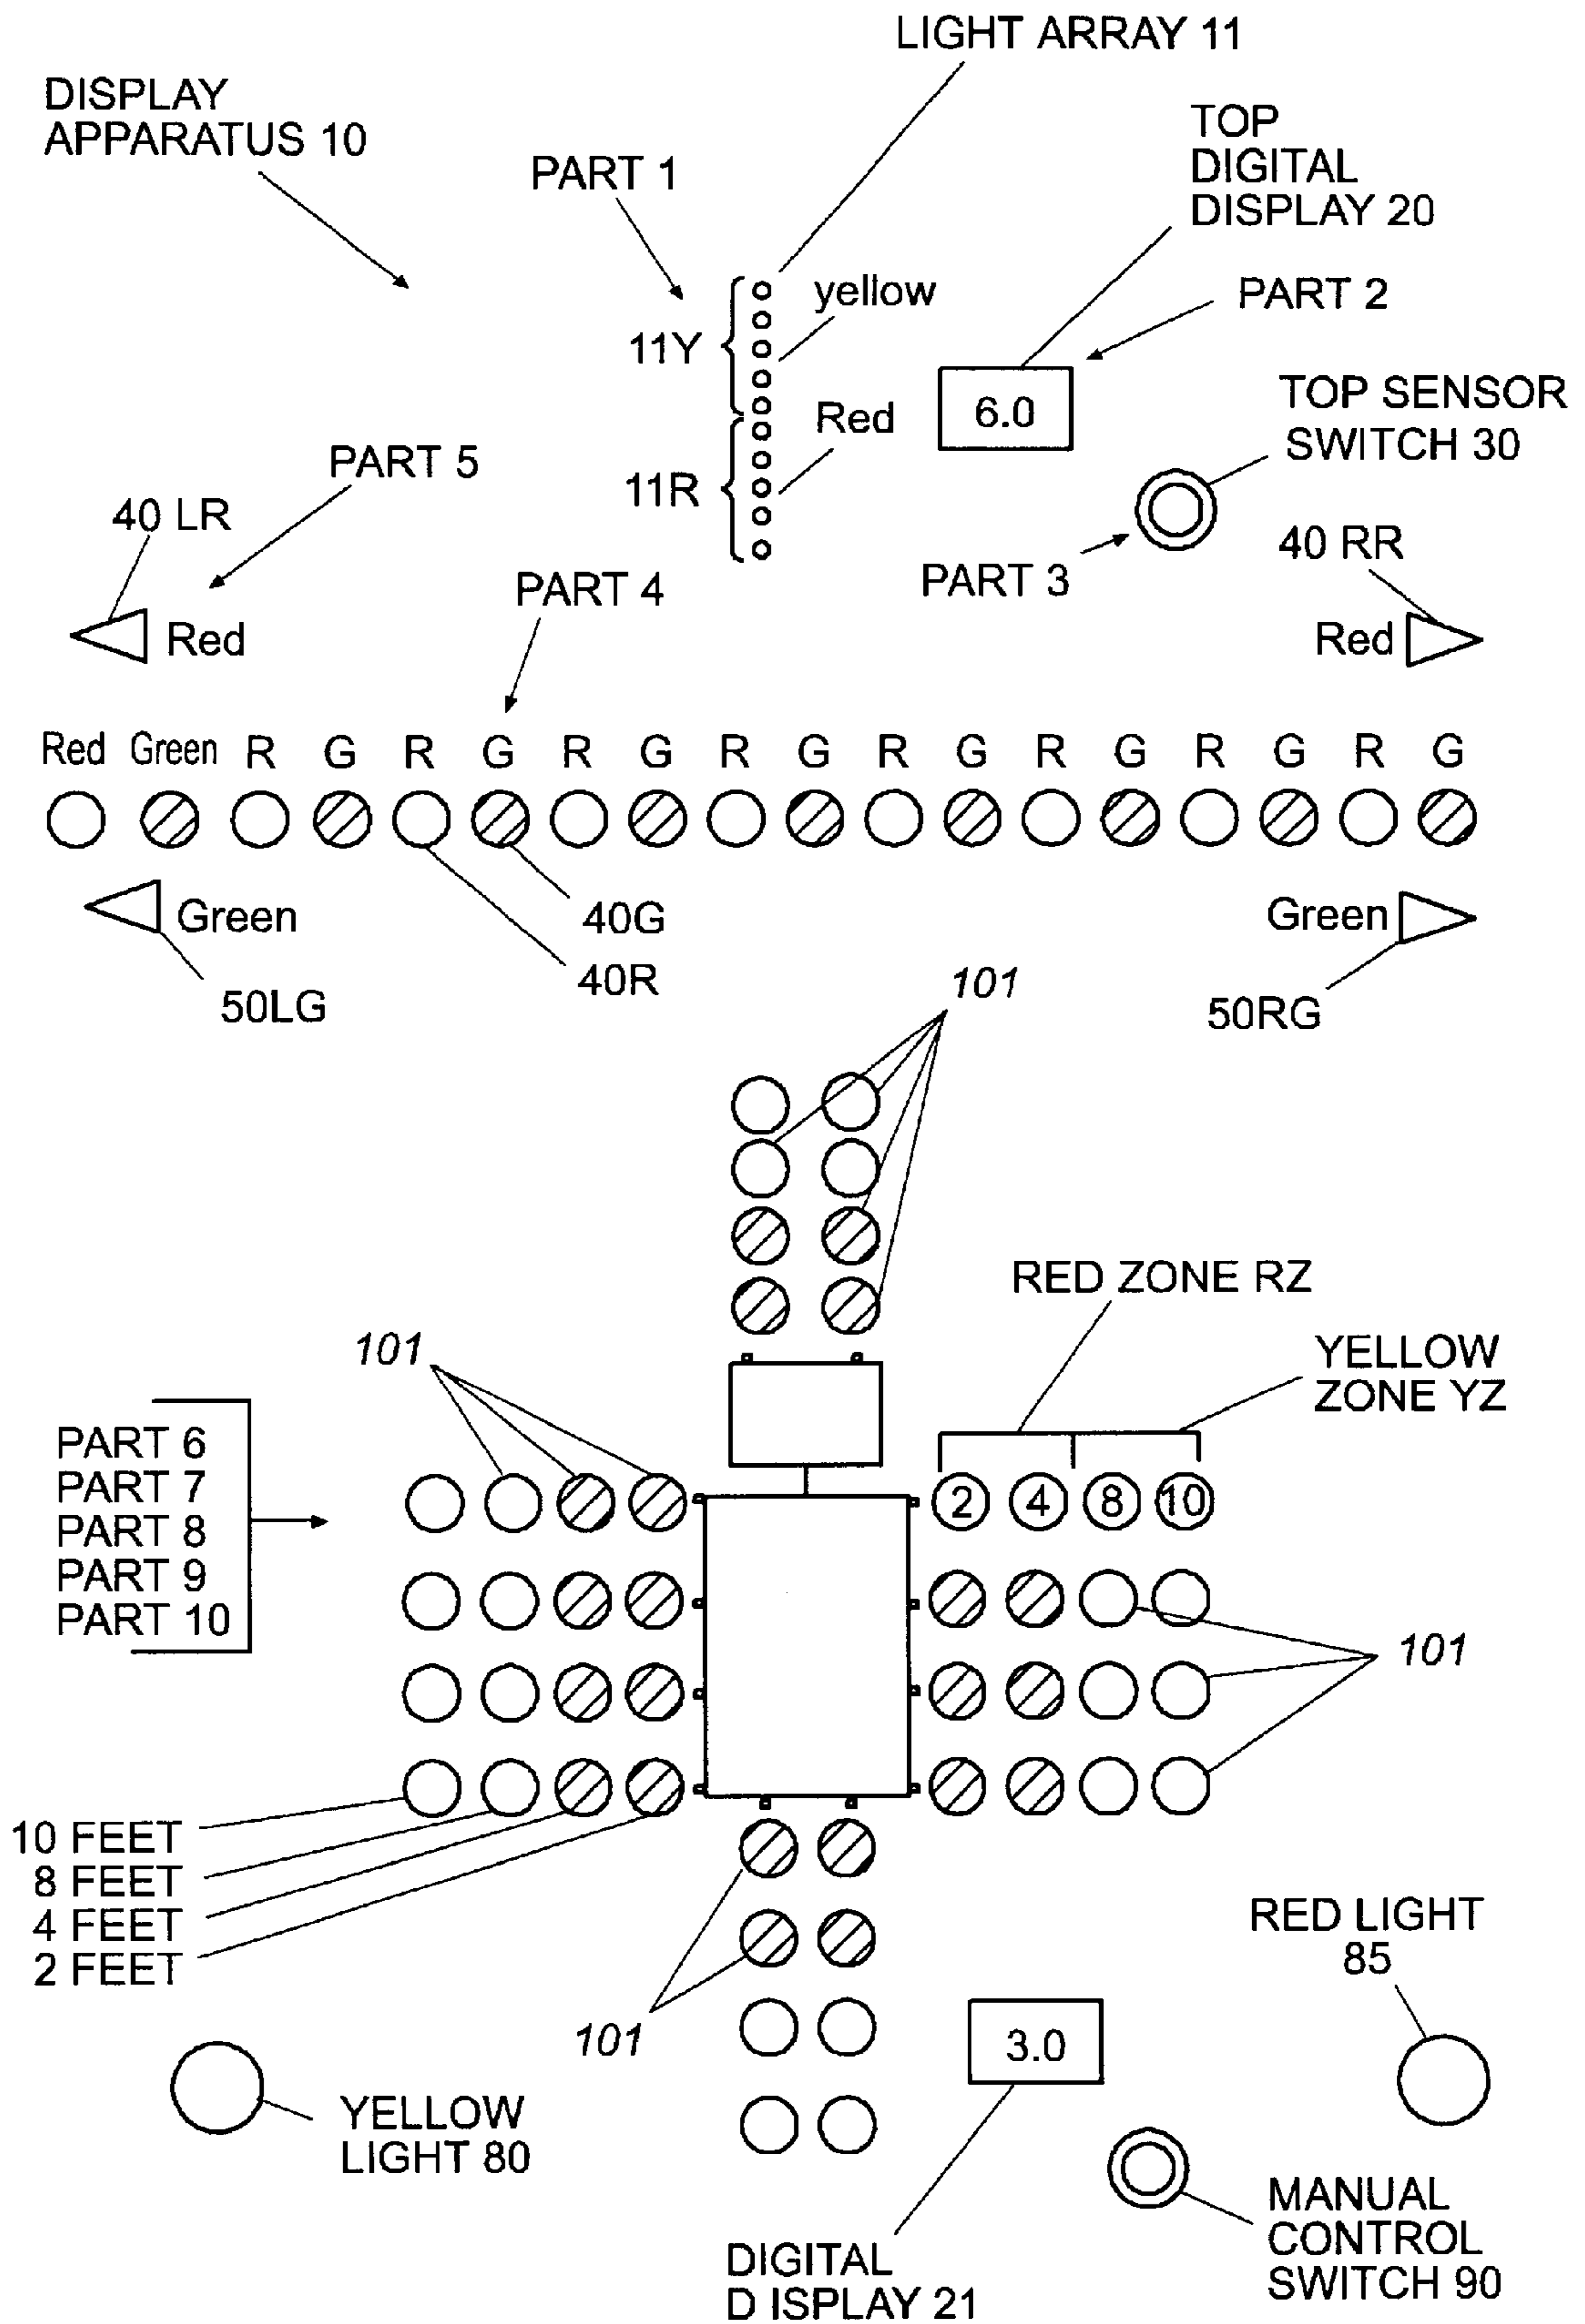 LIGHT ARRAY 11
DISPLAY
APPARATUS 10
TOP
DIGITAL
DISPLAY 20
PART 1
yellow
PART 2
11Y
6.0
TOP SENSOR
SWITCH 30
Red
PART 5
11R
40 LR
40 RR
PART 3
PART 4
Red
Red
Red Green R G R G R G R G R G R G R G R G
Green
40G
Green
40R
101
50LG
50RG
RED ZONE RZ
101
YELLOW
ZONE YZ
PART 6
PART 7
PART 8
PART 9
PART 10
2 4 8 10
101
10 FEET
8 FEET
4 FEET
2 FEET
RED LIGHT
85
101
3.0
YELLOW
LIGHT 80
MANUAL
CONTROL
SWITCH 90
DIGITAL
D ISPLAY 21